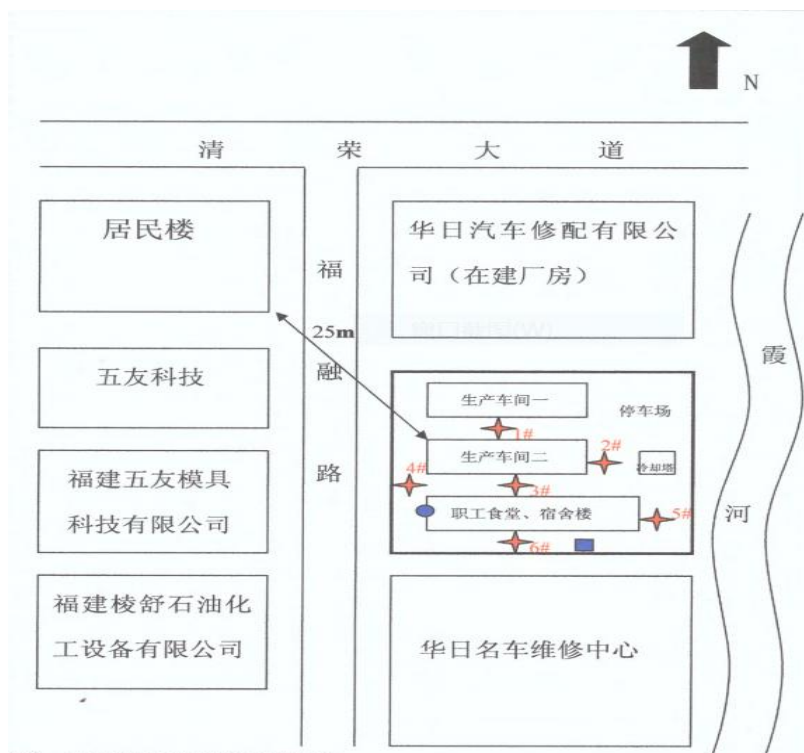 N
清荣大道
居民楼
福融路
华日汽车修配有限公
司（在建厂房）
25m
五友科技
霞河
生产车间一
停车场
1#
2#
生产车间二
冷却塔
4#
3#
福建五友模具
科技有限公司
职工食堂、宿舍楼
5#
6#
福建棱舒石油化
工设备有限公司
华日名车维修中心